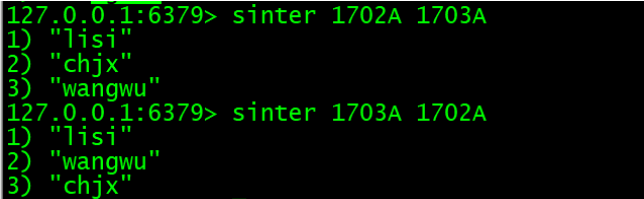 127.0.0.1:6379> sinter 1702A 1703A
1) "lisi"
2) "chjx"
3) "wangwu"
127.0.0.1:6379> sinter 1703A 1702A
1) "lisi"
2) "wangwu"
3) "chjx"